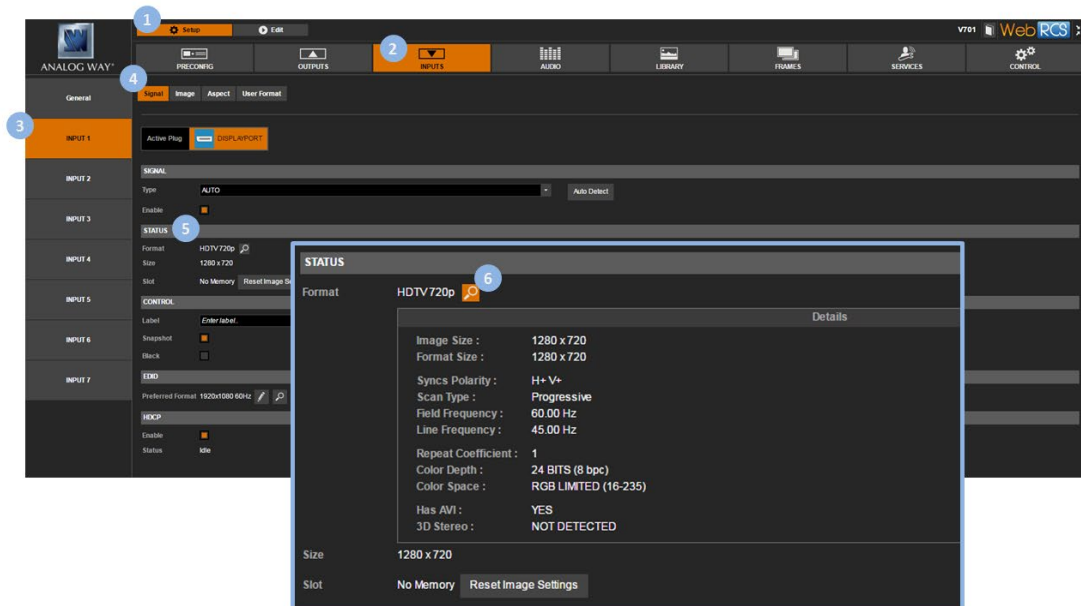 1
Setup
Edit
V701
Web RCS
ANALOG WAY®
PRECONFIG
OUTPUTS
2
INPUTS
AUDIO
LIBRARY
FRAMES
SERVICES
CONTROL
4
General
Signal
Image
Aspect
User Format
3
INPUT 1
Active Plug
DISPLAYPORT
INPUT 2
SIGNAL
Type
AUTO
Auto Detect
Enable
INPUT 3
STATUS
5
Format
HDTV 720p
INPUT 4
Size
1280 x 720
Slot
No Memory
Reset Image Se
INPUT 5
CONTROL
Label
Enter label..
INPUT 6
Snapshot
Black
INPUT 7
EDID
Preferred Format
1920x1080 60Hz
HDCP
Enable
Status
Idle
STATUS
6
Format
HDTV 720p
Details
Image Size : 1280 x 720
Format Size : 1280 x 720
Syncs Polarity : H+ V+
Scan Type : Progressive
Field Frequency : 60.00 Hz
Line Frequency : 45.00 Hz
Repeat Coefficient : 1
Color Depth : 24 BITS (8 bpc)
Color Space : RGB LIMITED (16-235)
Has AVI : YES
3D Stereo : NOT DETECTED
Size 1280 x 720
Slot No Memory Reset Image Settings